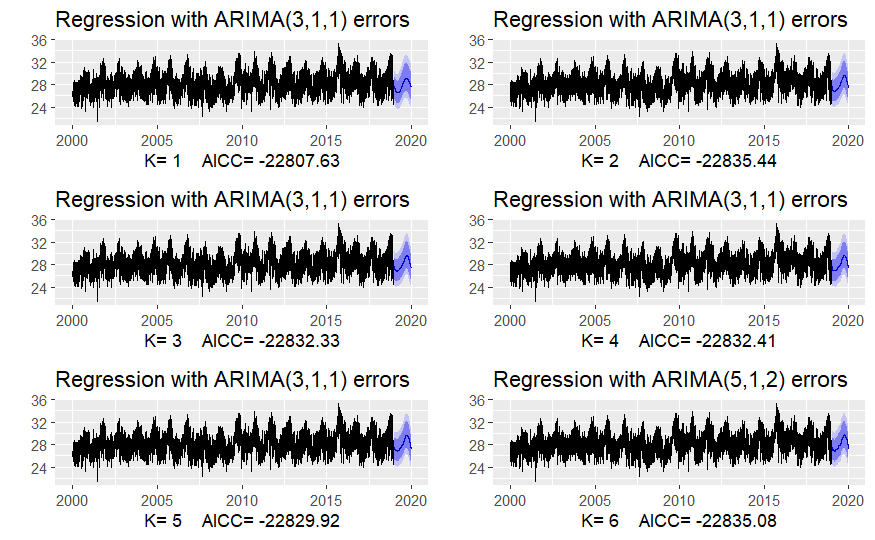 Regression with ARIMA(3,1,1) errors
36
32
28
24
2000 2005 2010 2015 2020
K= 1 AICC= -22807.63
Regression with ARIMA(3,1,1) errors
36
32
28
24
2000 2005 2010 2015 2020
K= 2 AICC= -22835.44
Regression with ARIMA(3,1,1) errors
36
32
28
24
2000 2005 2010 2015 2020
K= 3 AICC= -22832.33
Regression with ARIMA(3,1,1) errors
36
32
28
24
2000 2005 2010 2015 2020
K= 4 AICC= -22832.41
Regression with ARIMA(3,1,1) errors
36
32
28
24
2000 2005 2010 2015 2020
K= 5 AICC= -22829.92
Regression with ARIMA(5,1,2) errors
36
32
28
24
2000 2005 2010 2015 2020
K= 6 AICC= -22835.08